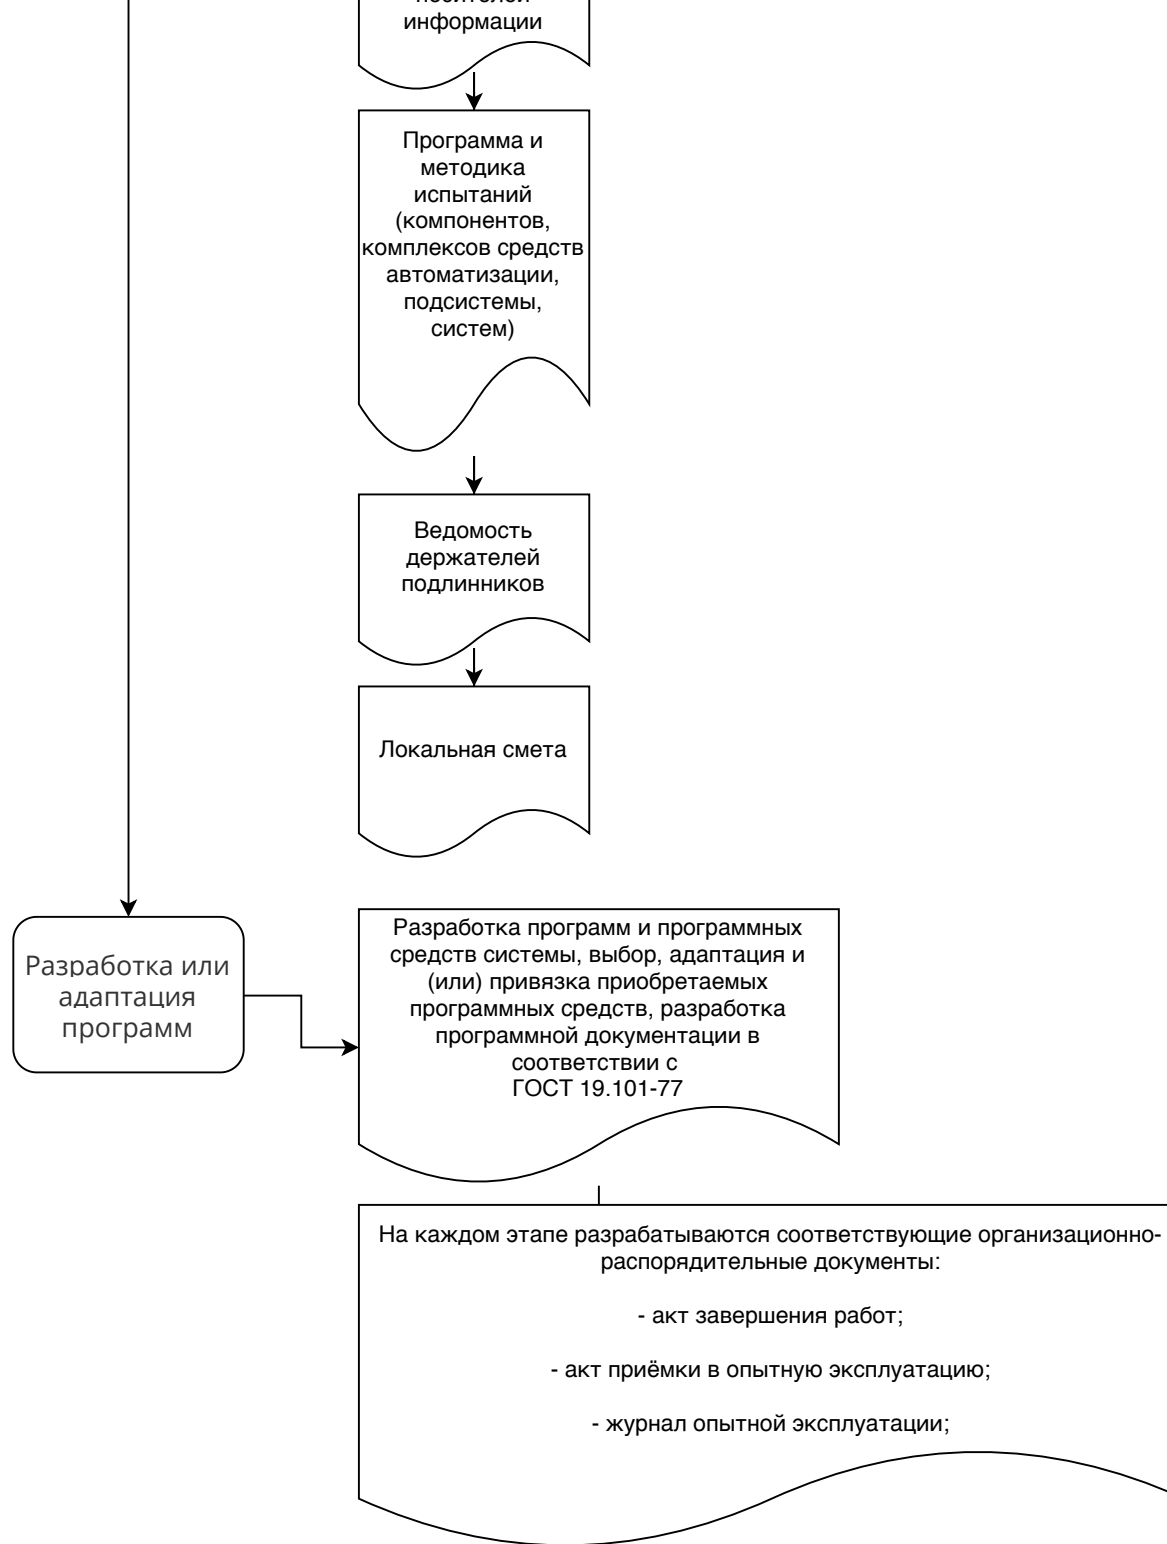 информации
Программа и
методика
испытаний
(компонентов,
комплексов средств
автоматизации,
подсистемы,
систем)
Ведомость
держателей
подлинников
Локальная смета
Разработка или
адаптация
программ
Разработка программ и программных
средств системы, выбор, адаптация и
(или) привязка приобретаемых
программных средств, разработка
программной документации в
соответствии с
ГОСТ 19.101-77
На каждом этапе разрабатываются соответствующие организационно-
распорядительные документы:
- акт завершения работ;
- акт приёмки в опытную эксплуатацию;
- журнал опытной эксплуатации;